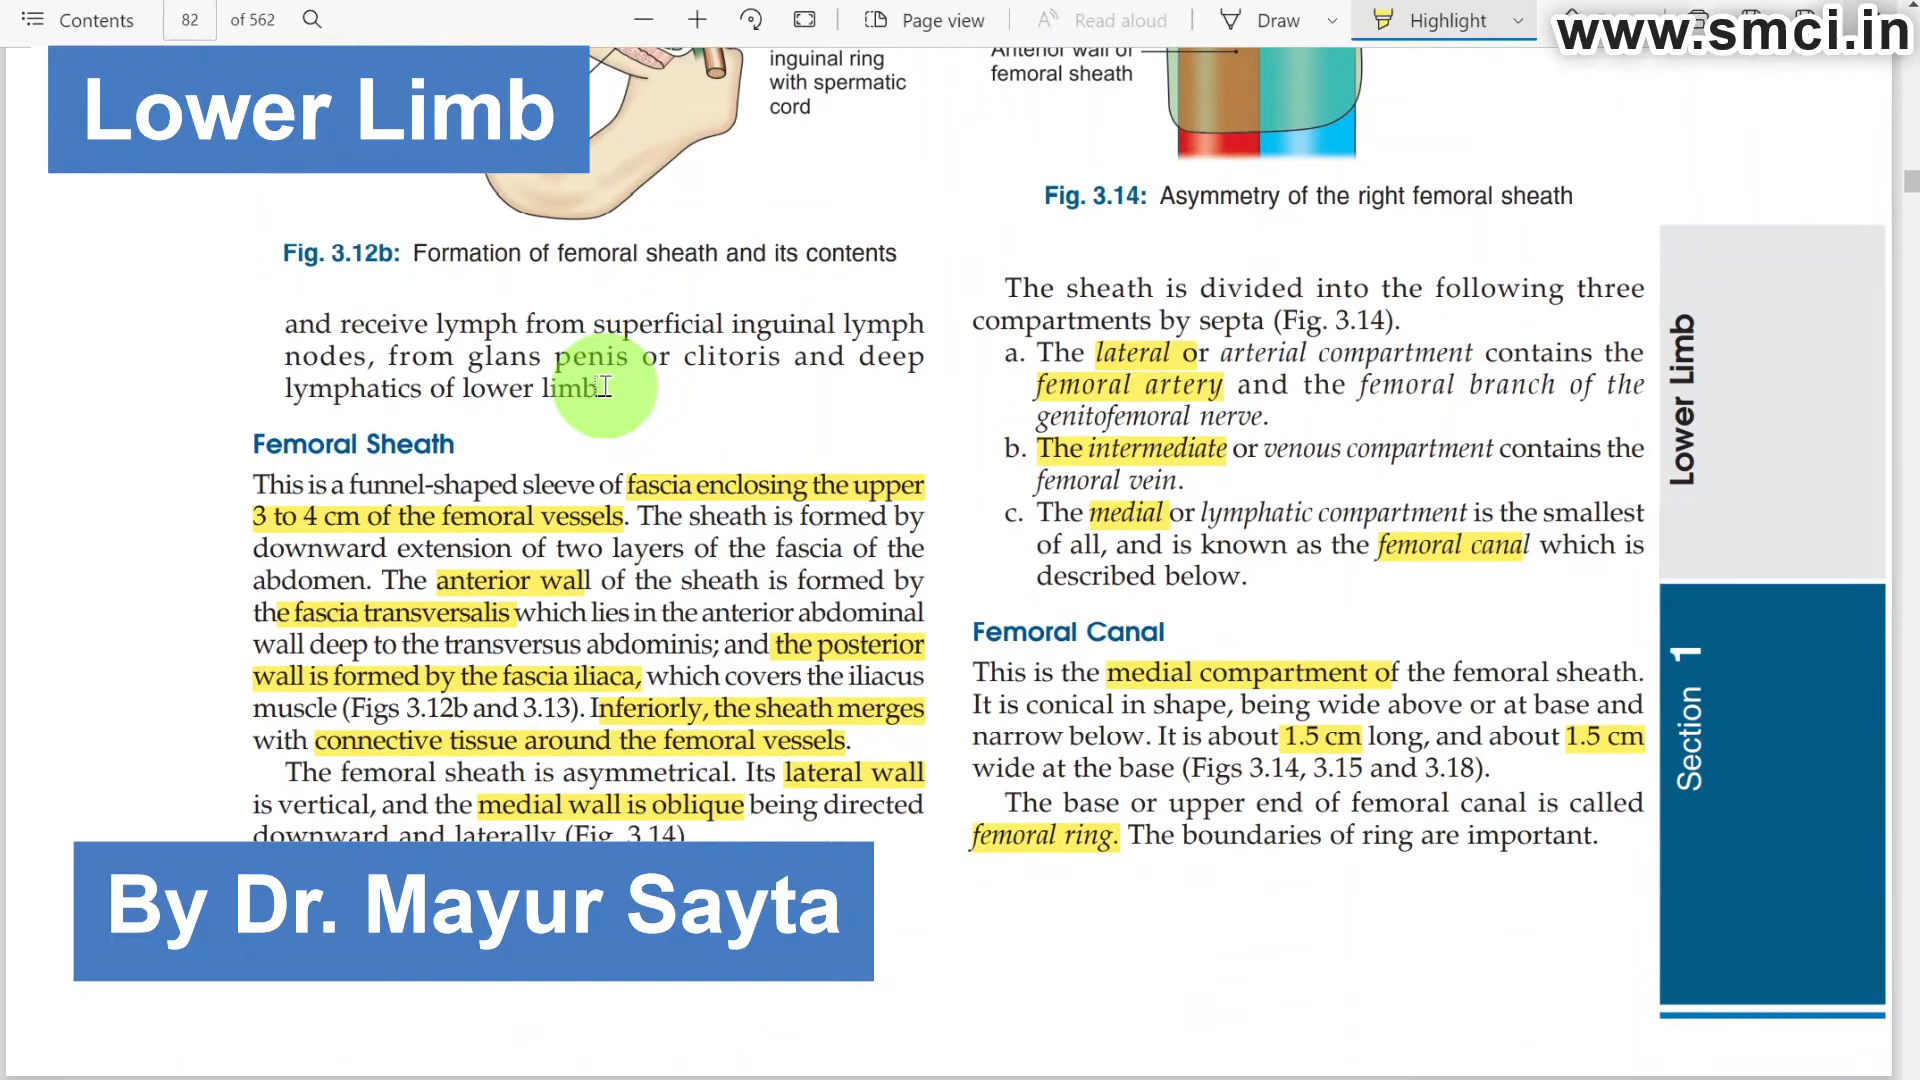 Contents
82
of 562
Page view
Read aloud
Draw
Highlight
www.smci.in
Lower Limb
inguinal ring
with spermatic
cord
Anterior wall of
femoral sheath
Fig. 3.12b: Formation of femoral sheath and its contents
and receive lymph from superficial inguinal lymph
nodes, from glans penis or clitoris and deep
lymphatics of lower limb
Femoral Sheath
This is a funnel-shaped sleeve of fascia enclosing the upper
3 to 4 cm of the femoral vessels. The sheath is formed by
downward extension of two layers of the fascia of the
abdomen. The anterior wall of the sheath is formed by
the fascia transversalis which lies in the anterior abdominal
wall deep to the transversus abdominis; and the posterior
wall is formed by the fascia iliaca, which covers the iliacus
muscle (Figs 3.12b and 3.13). Inferiorly, the sheath merges
with connective tissue around the femoral vessels.
The femoral sheath is asymmetrical. Its lateral wall
is vertical, and the medial wall is oblique being directed
downward and laterally (Fig. 3.14).
Fig. 3.14: Asymmetry of the right femoral sheath
The sheath is divided into the following three
compartments by septa (Fig. 3.14).
a. The lateral or arterial compartment contains the
femoral artery and the femoral branch of the
genitofemoral nerve.
b. The intermediate or venous compartment contains the
femoral vein.
c. The medial or lymphatic compartment is the smallest
of all, and is known as the femoral canal which is
described below.
Femoral Canal
This is the medial compartment of the femoral sheath.
It is conical in shape, being wide above or at base and
narrow below. It is about 1.5 cm long, and about 1.5 cm
wide at the base (Figs 3.14, 3.15 and 3.18).
The base or upper end of femoral canal is called
femoral ring. The boundaries of ring are important.
Lower Limb
Section 1
By Dr. Mayur Sayta